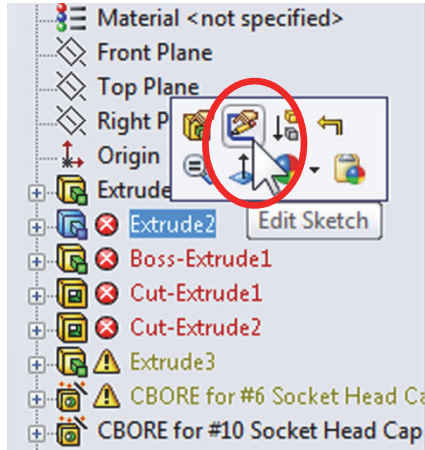 Material <not specified>
Front Plane
Top Plane
Right P
Origin
Extrude
Edit Sketch
Extrude2
Boss-Extrude1
Cut-Extrude1
Cut-Extrude2
Extrude3
CBORE for #6 Socket Head Ca
CBORE for #10 Socket Head Cap